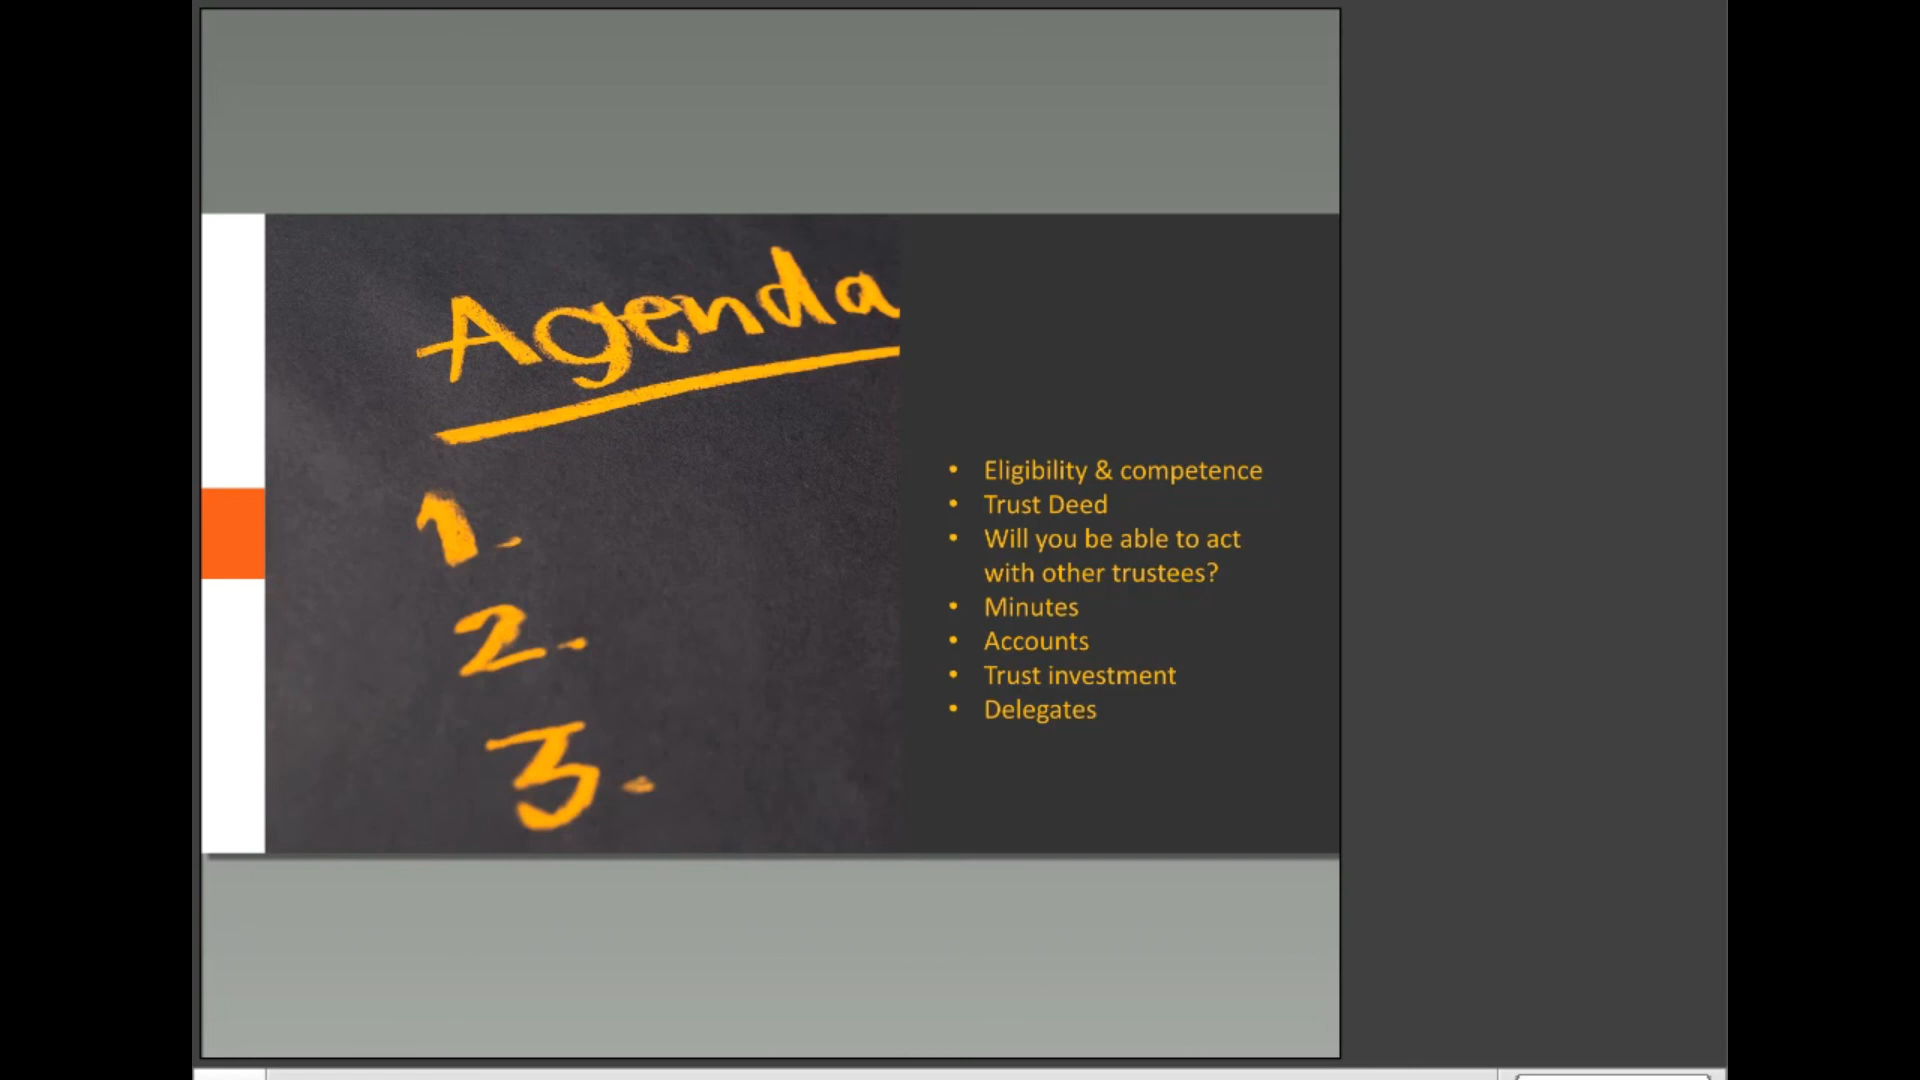 Agenda
1.
2.
3.
• Eligibility & competence
• Trust Deed
• Will you be able to act
with other trustees?
• Minutes
• Accounts
• Trust investment
• Delegates